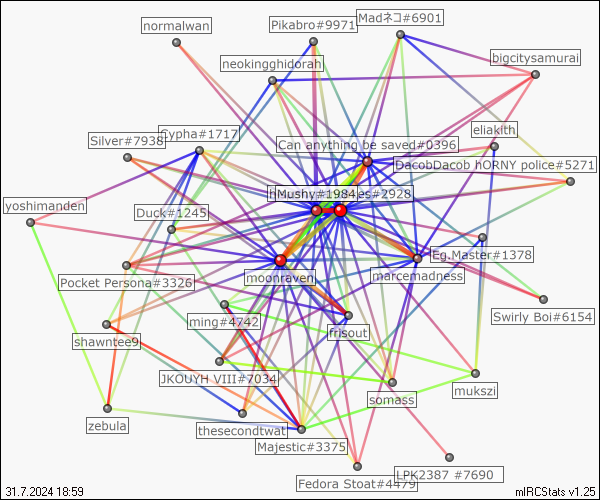 normalwan
Pikabro#9971
Madネコ#6901
neokingghidorah
bigcitysamurai
eliakith
Silver#7938
Cypha#1717
Can anything be saved#0396
DacobDacob HORNY police#5271
Mushy#1984
es#2928
yoshimanden
Duck#1245
Eg.Master#1378
moonraven
marcemadness
Pocket Persona#3326
Swirly Boi#6154
ming#4742
frisout
shawntee9
JKOUYH VIII#7034
mukszi
somass
zebula
thesecondtwat
Majestic#3375
LPK2387 #7690
Fedora Stoat#4479
31.7.2024 18:59
mIRCStats v1.25